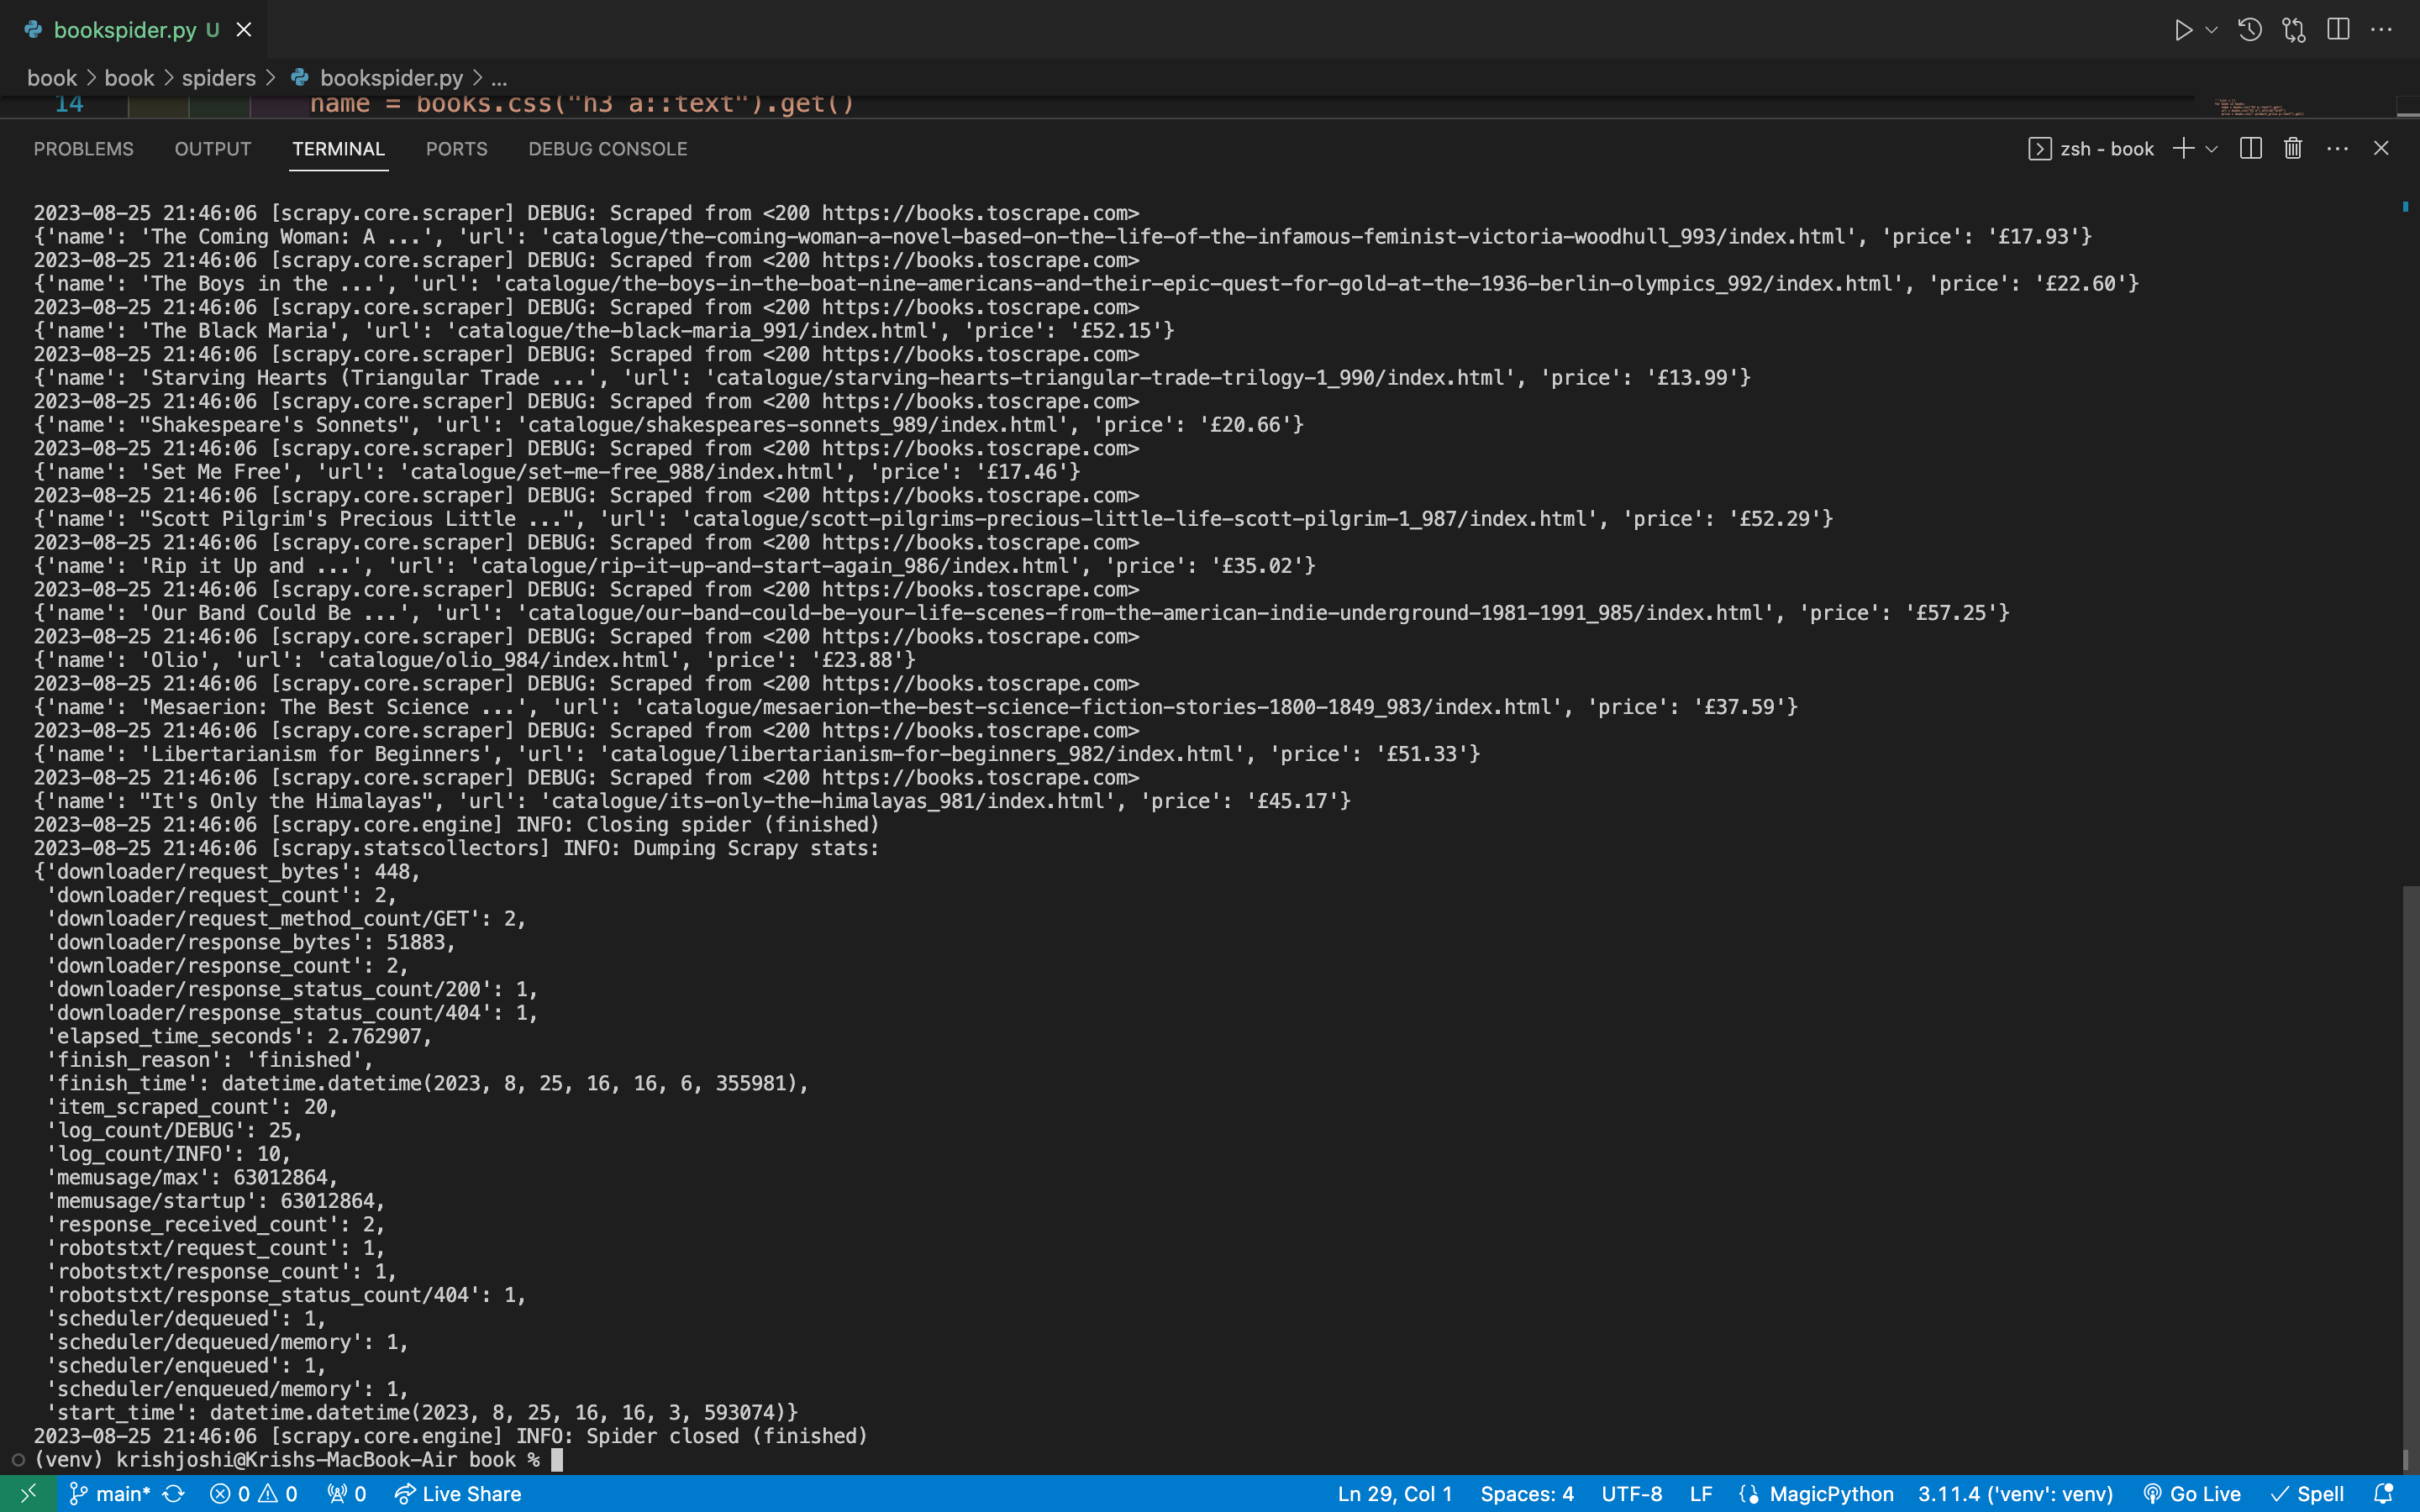 bookspider.py U
book > book > spiders > bookspider.py > ...
14 name = books.css("h3 a::text").get()
PROBLEMS OUTPUT TERMINAL PORTS DEBUG CONSOLE zsh - book
2023-08-25 21:46:06 [scrapy.core.scraper] DEBUG: Scraped from <200 https://books.toscrape.com>
{'name': 'The Coming Woman: A ...', 'url': 'catalogue/the-coming-woman-a-novel-based-on-the-life-of-the-infamous-feminist-victoria-woodhull_993/index.html', 'price': '£17.93'}
2023-08-25 21:46:06 [scrapy.core.scraper] DEBUG: Scraped from <200 https://books.toscrape.com>
{'name': 'The Boys in the ...', 'url': 'catalogue/the-boys-in-the-boat-nine-americans-and-their-epic-quest-for-gold-at-the-1936-berlin-olympics_992/index.html', 'price': '£22.60'}
2023-08-25 21:46:06 [scrapy.core.scraper] DEBUG: Scraped from <200 https://books.toscrape.com>
{'name': 'The Black Maria', 'url': 'catalogue/the-black-maria_991/index.html', 'price': '£52.15'}
2023-08-25 21:46:06 [scrapy.core.scraper] DEBUG: Scraped from <200 https://books.toscrape.com>
{'name': 'Starving Hearts (Triangular Trade ...', 'url': 'catalogue/starving-hearts-triangular-trade-trilogy-1_990/index.html', 'price': '£13.99'}
2023-08-25 21:46:06 [scrapy.core.scraper] DEBUG: Scraped from <200 https://books.toscrape.com>
{'name': "Shakespeare's Sonnets", 'url': 'catalogue/shakespeares-sonnets_989/index.html', 'price': '£20.66'}
2023-08-25 21:46:06 [scrapy.core.scraper] DEBUG: Scraped from <200 https://books.toscrape.com>
{'name': 'Set Me Free', 'url': 'catalogue/set-me-free_988/index.html', 'price': '£17.46'}
2023-08-25 21:46:06 [scrapy.core.scraper] DEBUG: Scraped from <200 https://books.toscrape.com>
{'name': "Scott Pilgrim's Precious Little ...", 'url': 'catalogue/scott-pilgrims-precious-little-life-scott-pilgrim-1_987/index.html', 'price': '£52.29'}
2023-08-25 21:46:06 [scrapy.core.scraper] DEBUG: Scraped from <200 https://books.toscrape.com>
{'name': 'Rip it Up and ...', 'url': 'catalogue/rip-it-up-and-start-again_986/index.html', 'price': '£35.02'}
2023-08-25 21:46:06 [scrapy.core.scraper] DEBUG: Scraped from <200 https://books.toscrape.com>
{'name': 'Our Band Could Be ...', 'url': 'catalogue/our-band-could-be-your-life-scenes-from-the-american-indie-underground-1981-1991_985/index.html', 'price': '£57.25'}
2023-08-25 21:46:06 [scrapy.core.scraper] DEBUG: Scraped from <200 https://books.toscrape.com>
{'name': 'Olio', 'url': 'catalogue/olio_984/index.html', 'price': '£23.88'}
2023-08-25 21:46:06 [scrapy.core.scraper] DEBUG: Scraped from <200 https://books.toscrape.com>
{'name': 'Mesaerion: The Best Science ...', 'url': 'catalogue/mesaerion-the-best-science-fiction-stories-1800-1849_983/index.html', 'price': '£37.59'}
2023-08-25 21:46:06 [scrapy.core.scraper] DEBUG: Scraped from <200 https://books.toscrape.com>
{'name': 'Libertarianism for Beginners', 'url': 'catalogue/libertarianism-for-beginners_982/index.html', 'price': '£51.33'}
2023-08-25 21:46:06 [scrapy.core.scraper] DEBUG: Scraped from <200 https://books.toscrape.com>
{'name': "It's Only the Himalayas", 'url': 'catalogue/its-only-the-himalayas_981/index.html', 'price': '£45.17'}
2023-08-25 21:46:06 [scrapy.core.engine] INFO: Closing spider (finished)
2023-08-25 21:46:06 [scrapy.statscollectors] INFO: Dumping Scrapy stats:
{'downloader/request_bytes': 448,
'downloader/request_count': 2,
'downloader/request_method_count/GET': 2,
'downloader/response_bytes': 51883,
'downloader/response_count': 2,
'downloader/response_status_count/200': 1,
'downloader/response_status_count/404': 1,
'elapsed_time_seconds': 2.762907,
'finish_reason': 'finished',
'finish_time': datetime.datetime(2023, 8, 25, 16, 16, 6, 355981),
'item_scraped_count': 20,
'log_count/DEBUG': 25,
'log_count/INFO': 10,
'memusage/max': 63012864,
'memusage/startup': 63012864,
'response_received_count': 2,
'robotstxt/request_count': 1,
'robotstxt/response_count': 1,
'robotstxt/response_status_count/404': 1,
'scheduler/dequeued': 1,
'scheduler/dequeued/memory': 1,
'scheduler/enqueued': 1,
'scheduler/enqueued/memory': 1,
'start_time': datetime.datetime(2023, 8, 25, 16, 16, 3, 593074)}
2023-08-25 21:46:06 [scrapy.core.engine] INFO: Spider closed (finished)
(venv) krishjoshi@Krishs-MacBook-Air book %
main* 0 0 0 Live Share Ln 29, Col 1 Spaces: 4 UTF-8 LF MagicPython 3.11.4 ('venv': venv) Go Live Spell